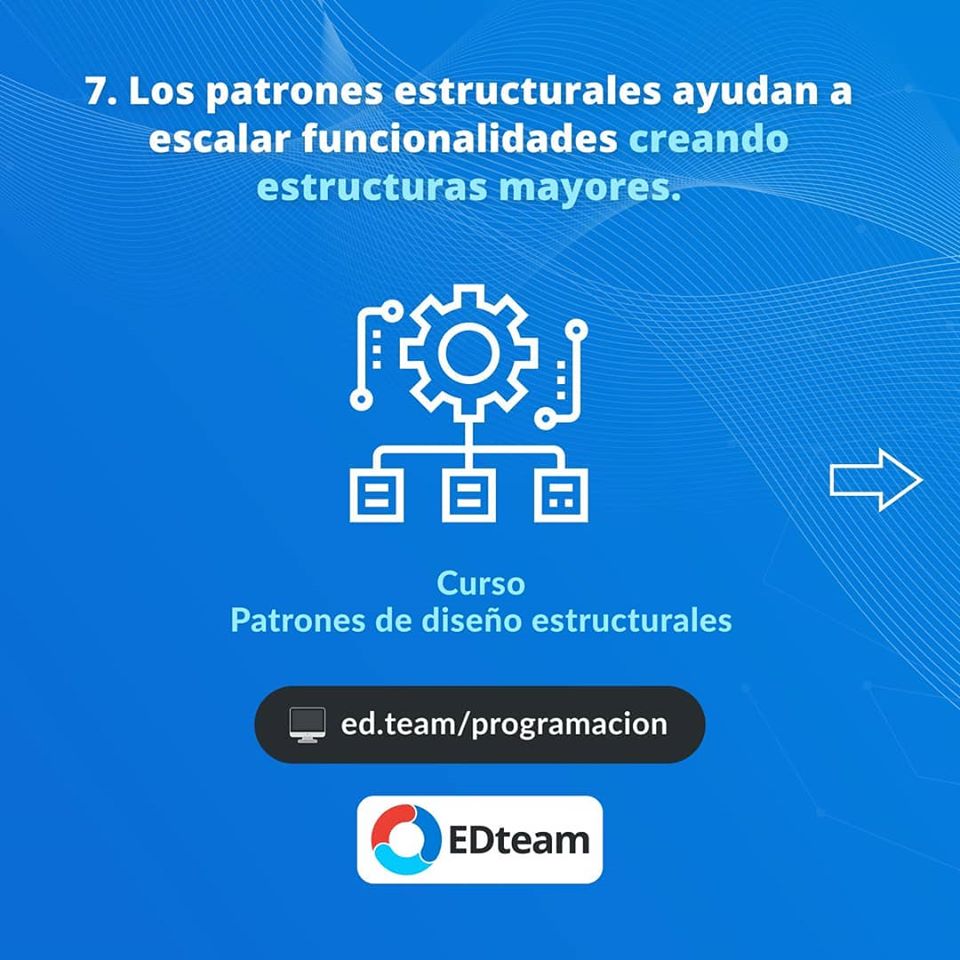 7. Los patrones estructurales ayudan a
escalar funcionalidades creando
estructuras mayores.
Curso
Patrones de diseño estructurales
ed.team/programacion
EDteam